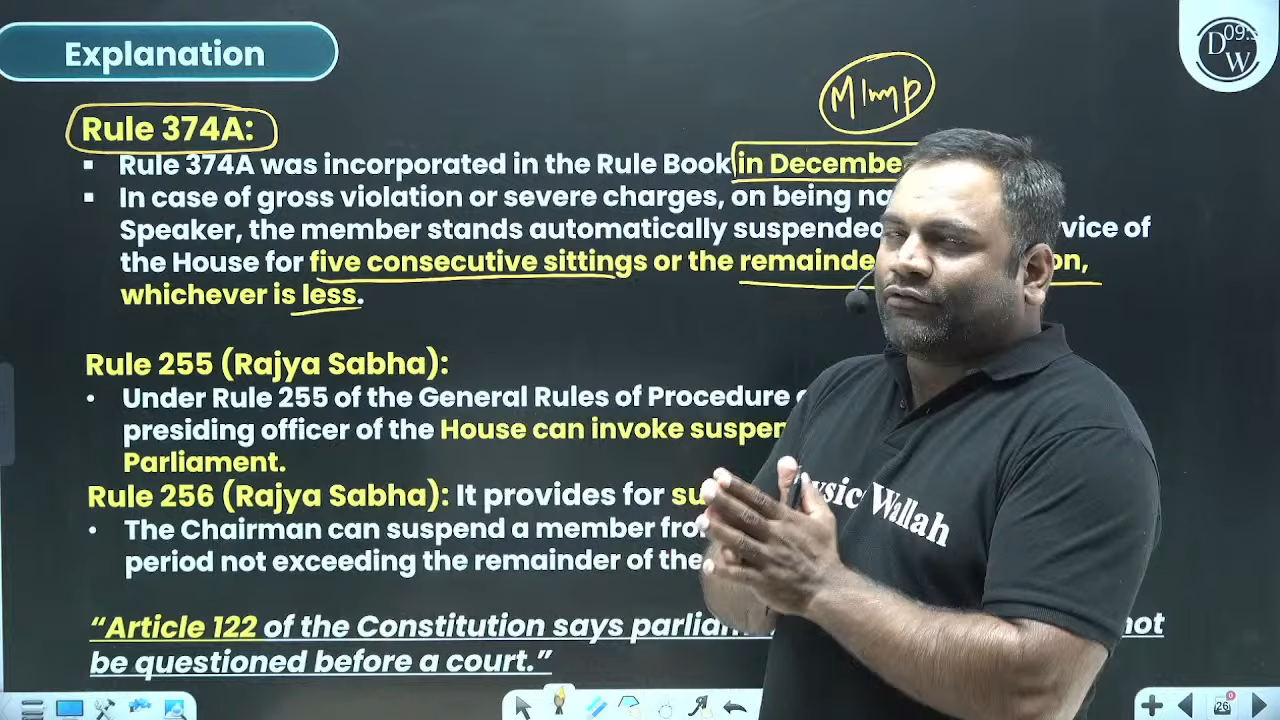 Explanation
09:
D
W
M Imp
Rule 374A:
Rule 374A was incorporated in the Rule Book in Decembe
In case of gross violation or severe charges, on being na
Speaker, the member stands automatically suspended vice of
the House for five consecutive sittings or the remainde on,
whichever is less.
Rule 255 (Rajya Sabha):
Under Rule 255 of the General Rules of Procedure
presiding officer of the House can invoke suspen
Parliament.
Rule 256 (Rajya Sabha): It provides for su
The Chairman can suspend a member fro
period not exceeding the remainder of the
“Article 122 of the Constitution says parliam not
be questioned before a court.”
ysic Wallah
26